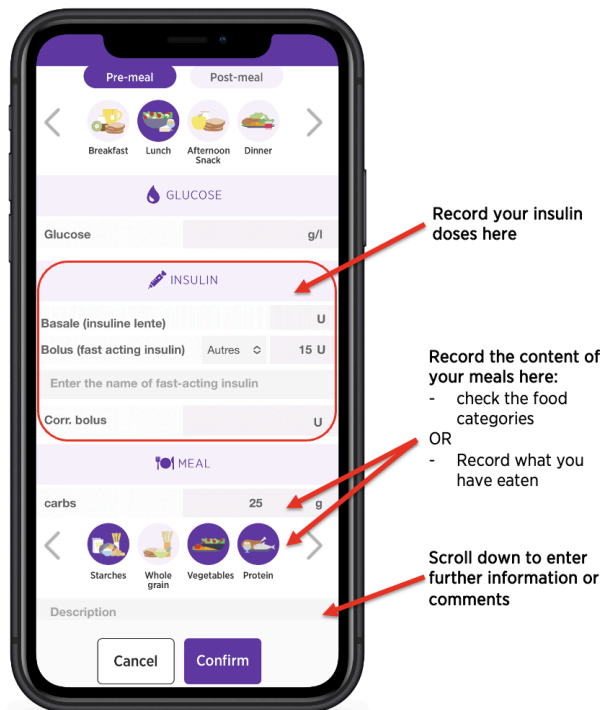 Pre-meal
Post-meal
Breakfast
Lunch
Afternoon
Snack
Dinner
GLUCOSE
Glucose
g/l
INSULIN
Basale (insuline lente)
U
Bolus (fast acting insulin)
Autres
15 U
Enter the name of fast-acting insulin
Corr. bolus
U
MEAL
carbs
25
g
Starches
Whole
grain
Vegetables
Protein
Description
Cancel
Confirm
Record your insulin
doses here
Record the content of
your meals here:
- check the food
categories
OR
- Record what you
have eaten
Scroll down to enter
further information or
comments